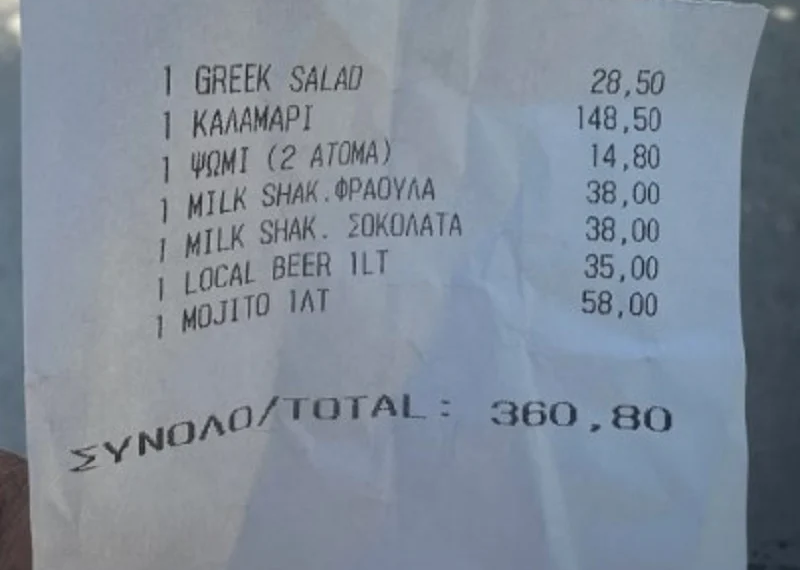 1 GREEK SALAD 28,50
1 ΚΑΛΑΜΑΡΙ 148,50
1 ΨΩΜΙ (2 ΑΤΟΜΑ) 14,80
1 MILK SHAK.ΦΡΑΟΥΛΑ 38,00
1 MILK SHAK. ΣΟΚΟΛΑΤΑ 38,00
1 LOCAL BEER 1LT 35,00
1 MOJITO 1ΛΤ 58,00
ΣΥΝΟΛΟ/TOTAL: 360,80